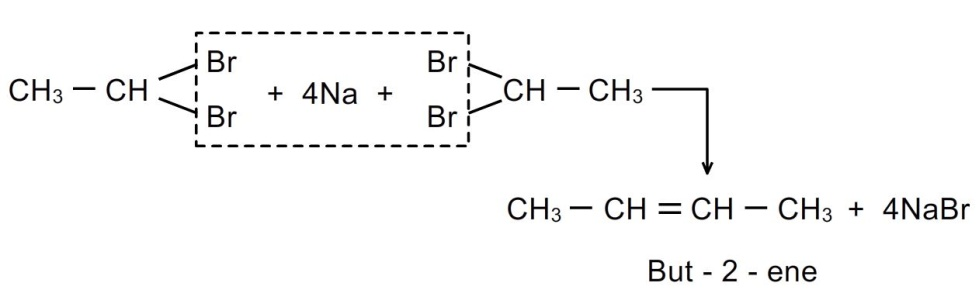 Br Br
CH₃ — CH + 4Na + CH — CH₃
Br Br
CH₃ — CH = CH — CH₃ + 4NaBr
But - 2 - ene